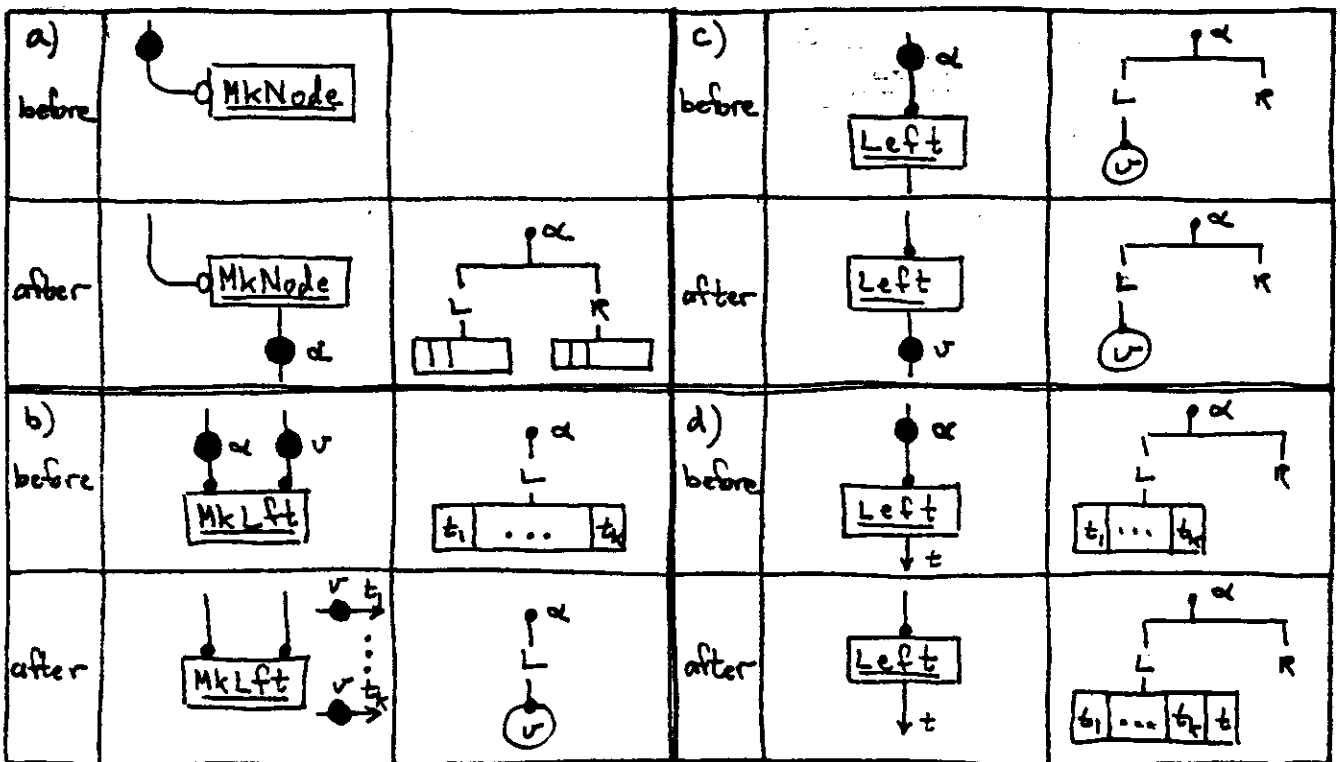 a)
before
MkNode
after
MkNode
α
α
L R
b)
before
α v
MkLft
α
L
t₁ ... tₖ
after
v t₁
MkLft
v tₖ
α
L
v
c)
before
α
Left
α
L R
v
after
Left
v
α
L R
v
d)
before
α
Left
t
α
L R
t₁ ... tₖ
after
Left
t
α
L R
t₁ ... tₖ t